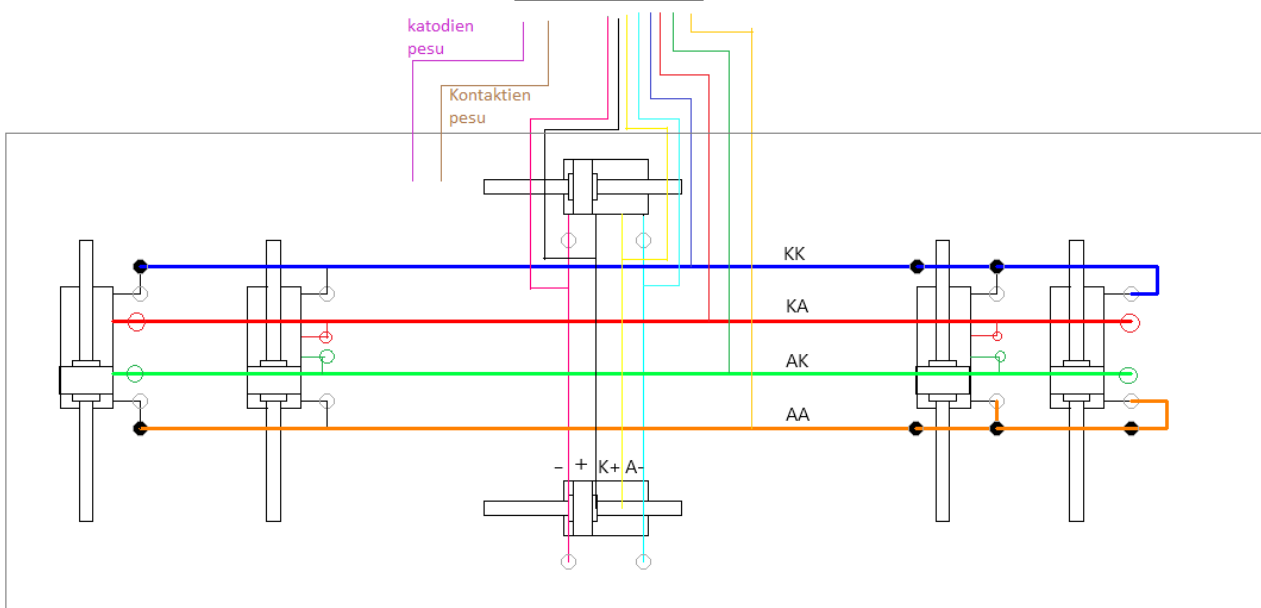 katodien
pesu
Kontaktien
pesu
KK
KA
AK
AA
- + K+ A-